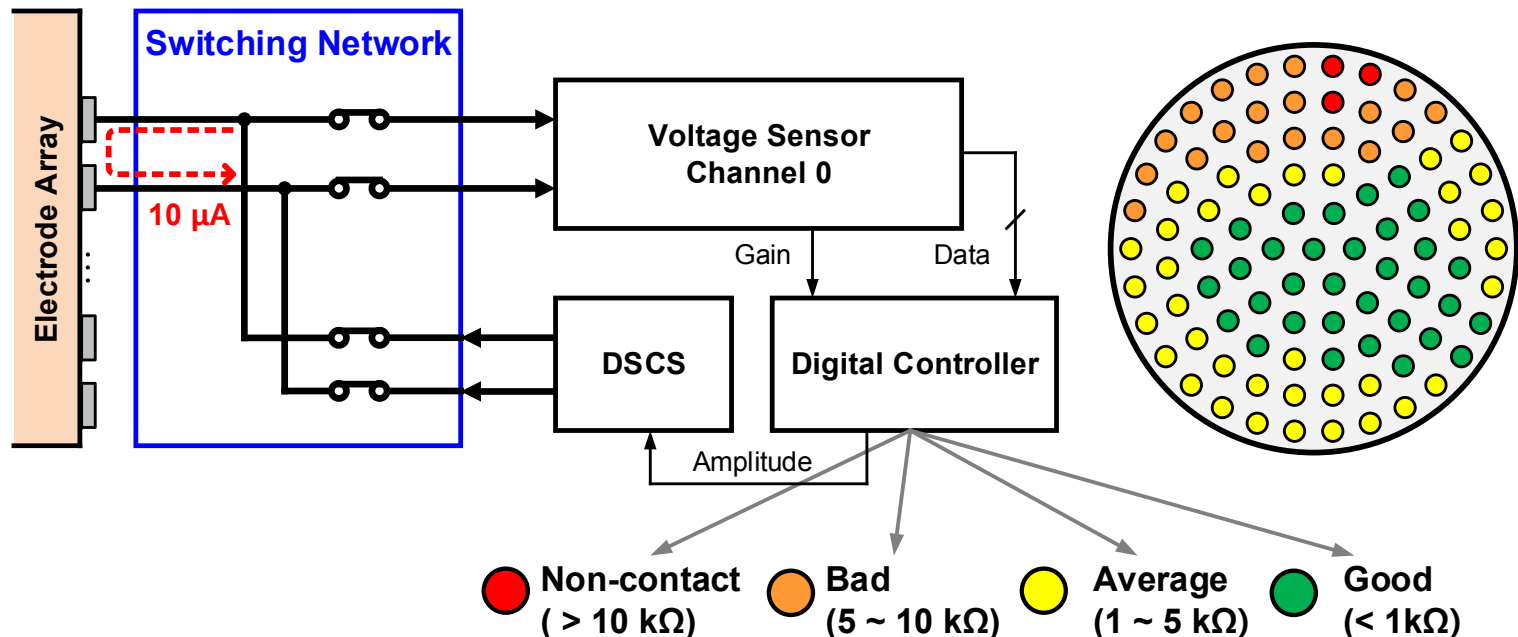 Switching Network
Electrode Array
10 µA
Voltage Sensor
Channel 0
Gain
Data
DSCS
Digital Controller
Amplitude
Non-contact
( > 10 kΩ)
Bad
(5 ~ 10 kΩ)
Average
(1 ~ 5 kΩ)
Good
(< 1kΩ)